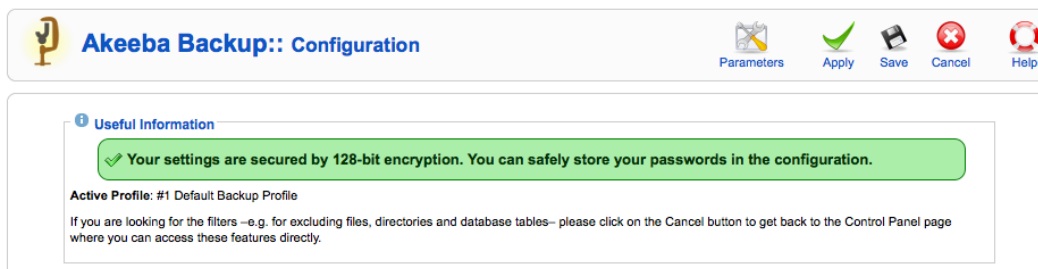 Akeeba Backup:: Configuration
Parameters
Apply
Save
Cancel
Help
Useful Information
Your settings are secured by 128-bit encryption. You can safely store your passwords in the configuration.
Active Profile: #1 Default Backup Profile
If you are looking for the filters –e.g. for excluding files, directories and database tables– please click on the Cancel button to get back to the Control Panel page
where you can access these features directly.